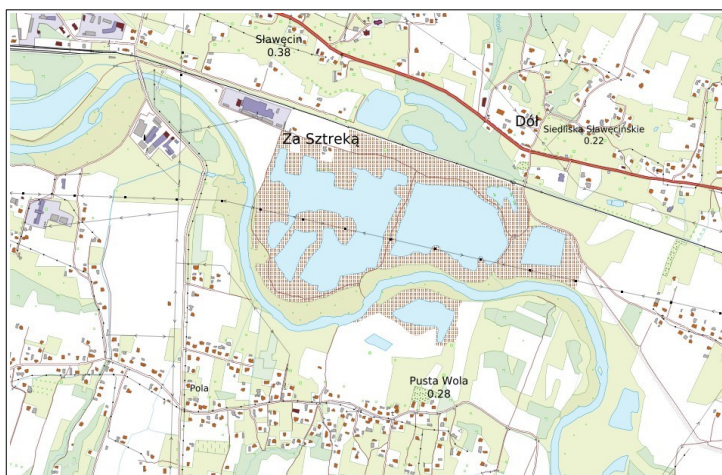 Sławęcin
0.38
Dół
Za Sztreką
Siedliska Sławęcińskie
0.22
Pusta Wola
0.28
Pola